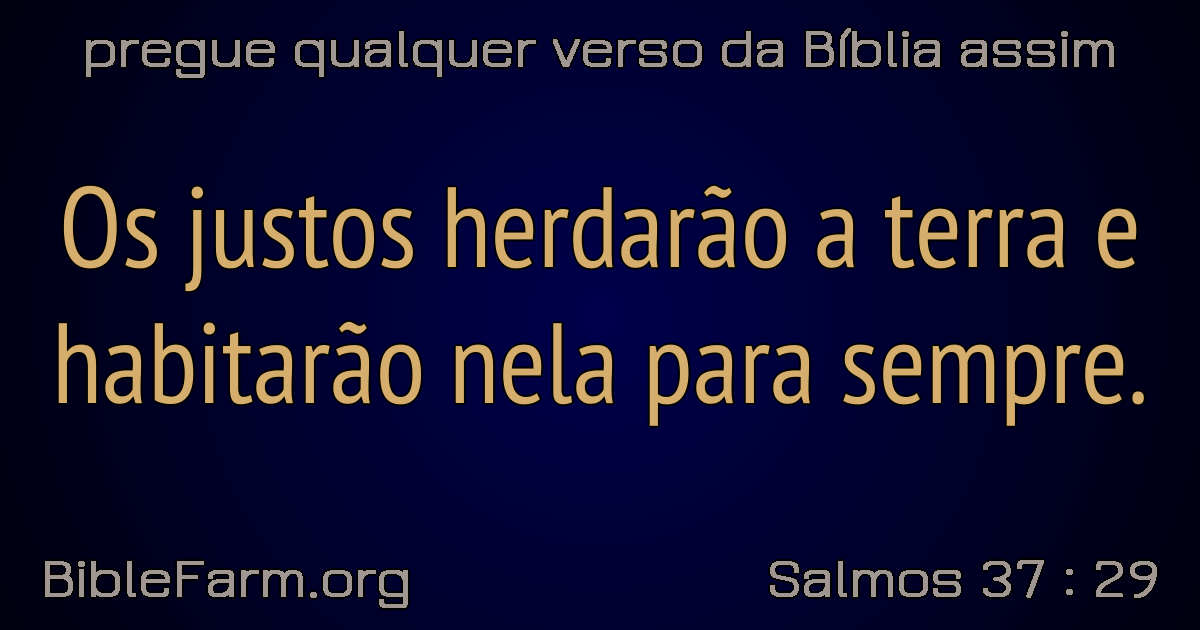 pregue qualquer verso da Bíblia assim
Os justos herdarão a terra e
habitarão nela para sempre.
BibleFarm.org
Salmos 37 : 29